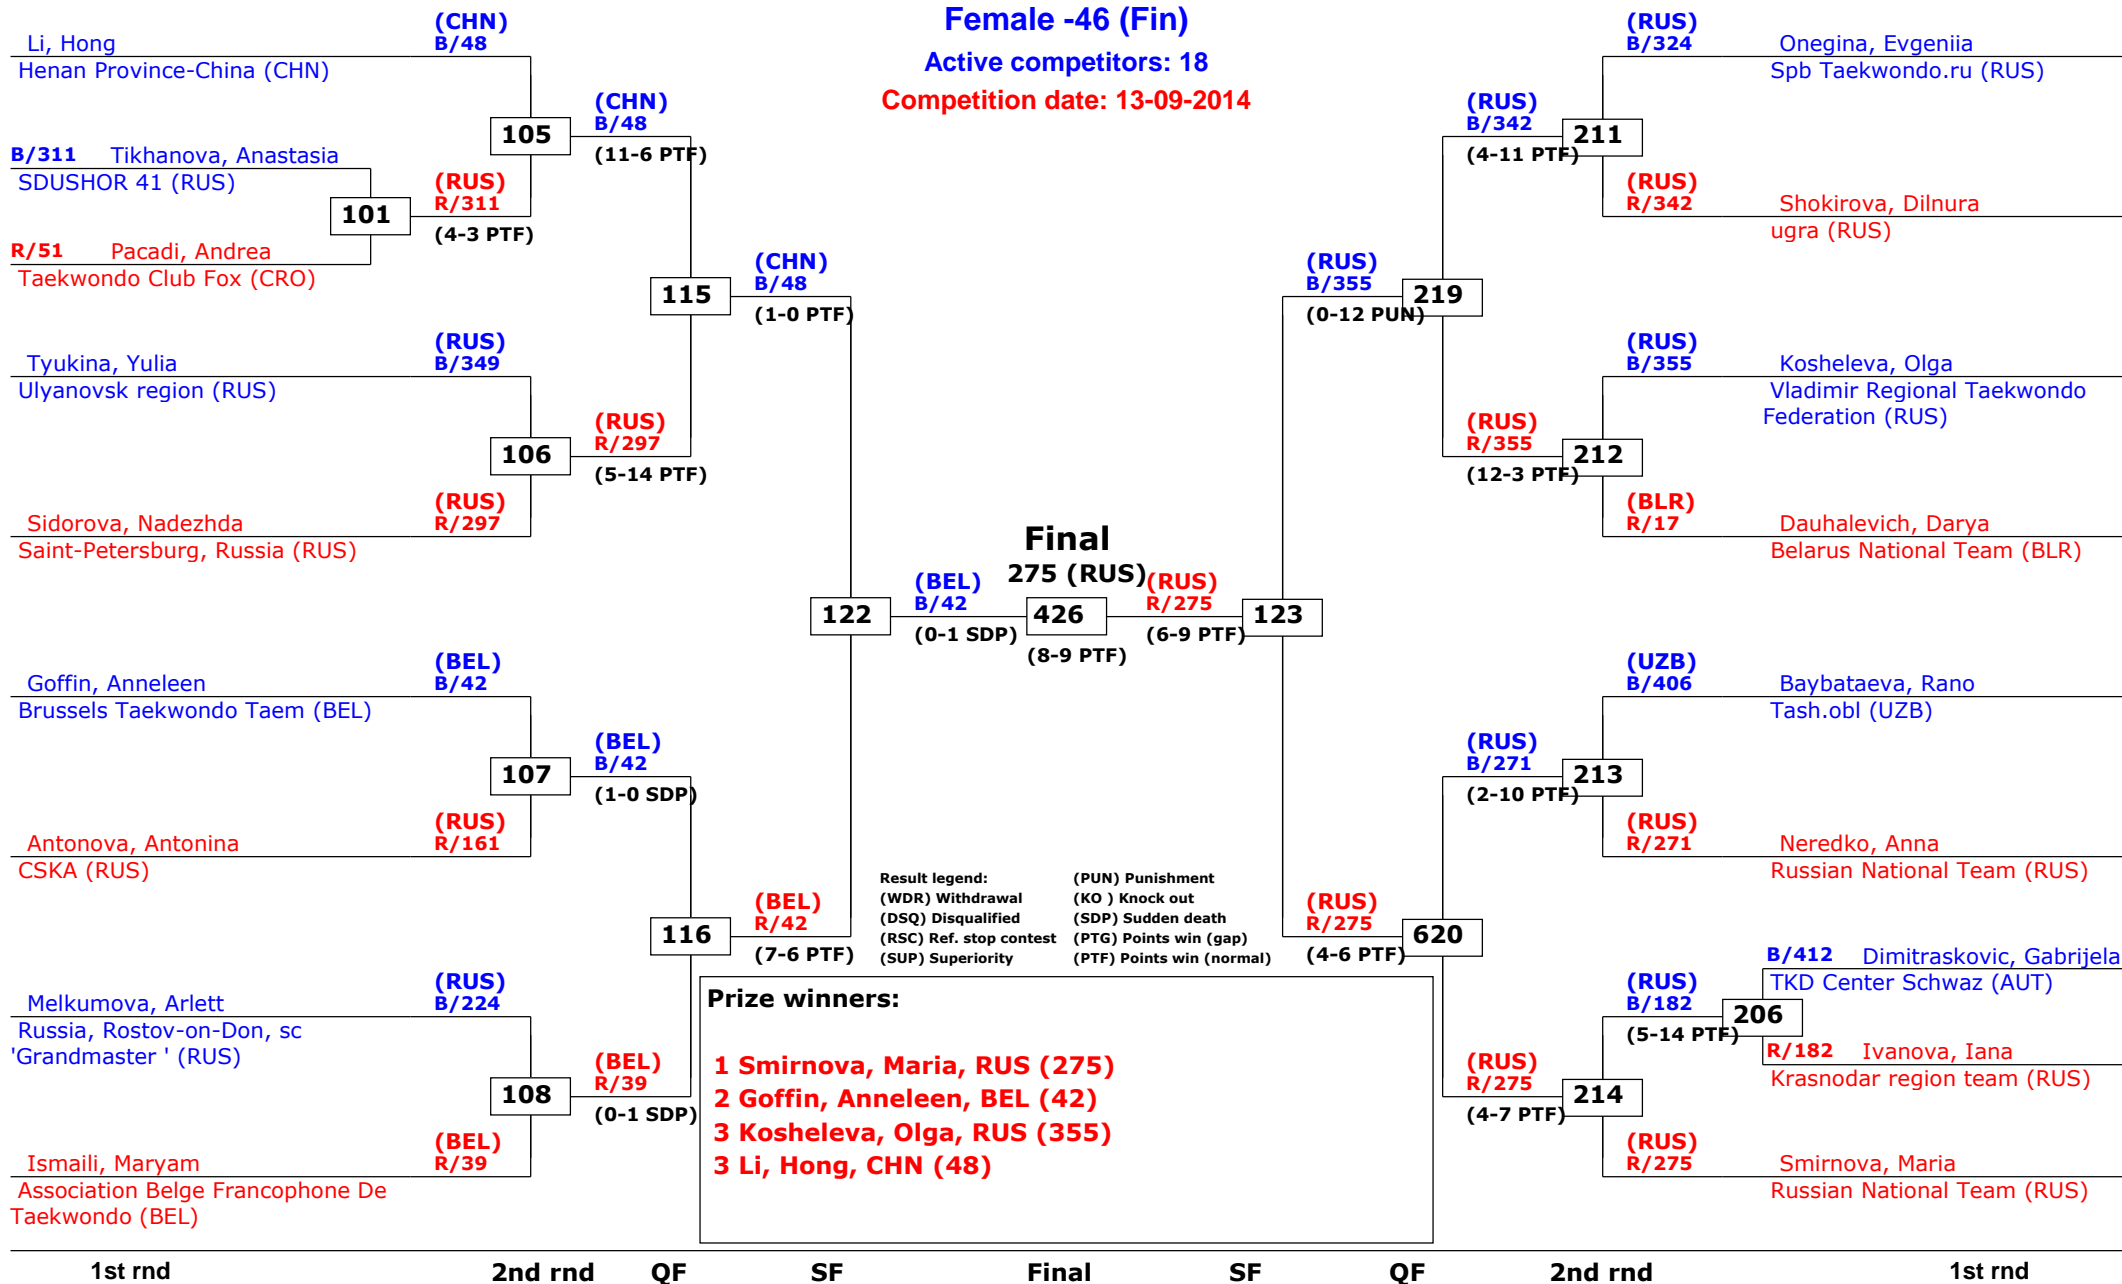 Female -46 (Fin)
Active competitors: 18
Competition date: 13-09-2014
Li, Hong
Henan Province-China (CHN)
(CHN)
B/48
B/311 Tikhanova, Anastasia
SDUSHOR 41 (RUS)
101
R/51 Pacadi, Andrea
Taekwondo Club Fox (CRO)
(RUS)
R/311
(4-3 PTF)
105
(CHN)
B/48
(11-6 PTF)
Tyukina, Yulia
Ulyanovsk region (RUS)
(RUS)
B/349
106
Sidorova, Nadezhda
Saint-Petersburg, Russia (RUS)
(RUS)
R/297
(RUS)
R/297
(5-14 PTF)
115
(CHN)
B/48
(1-0 PTF)
Goffin, Anneleen
Brussels Taekwondo Taem (BEL)
(BEL)
B/42
107
Antonova, Antonina
CSKA (RUS)
(RUS)
R/161
(BEL)
B/42
(1-0 SDP)
Melkumova, Arlett
Russia, Rostov-on-Don, sc
'Grandmaster ' (RUS)
(RUS)
B/224
108
Ismaili, Maryam
Association Belge Francophone De
Taekwondo (BEL)
(BEL)
R/39
(BEL)
R/39
(0-1 SDP)
116
(BEL)
R/42
(7-6 PTF)
122
(BEL)
B/42
(0-1 SDP)
Final
275 (RUS)
426
(8-9 PTF)
(RUS)
R/275
(6-9 PTF)
123
(RUS)
B/324
Onegina, Evgeniia
Spb Taekwondo.ru (RUS)
211
(RUS)
R/342
Shokirova, Dilnura
ugra (RUS)
(RUS)
B/342
(4-11 PTF)
219
(RUS)
B/355
(0-12 PUN)
(RUS)
B/355
Kosheleva, Olga
Vladimir Regional Taekwondo
Federation (RUS)
212
(RUS)
R/355
(12-3 PTF)
(BLR)
R/17
Dauhalevich, Darya
Belarus National Team (BLR)
(UZB)
B/406
Baybataeva, Rano
Tash.obl (UZB)
213
(RUS)
B/271
(2-10 PTF)
(RUS)
R/271
Neredko, Anna
Russian National Team (RUS)
620
(RUS)
R/275
(4-6 PTF)
B/412 Dimitraskovic, Gabrijela
TKD Center Schwaz (AUT)
206
R/182 Ivanova, Iana
Krasnodar region team (RUS)
(RUS)
B/182
(5-14 PTF)
214
(RUS)
R/275
(4-7 PTF)
(RUS)
R/275
Smirnova, Maria
Russian National Team (RUS)
Result legend: (PUN) Punishment
(WDR) Withdrawal (KO ) Knock out
(DSQ) Disqualified (SDP) Sudden death
(RSC) Ref. stop contest (PTG) Points win (gap)
(SUP) Superiority (PTF) Points win (normal)
Prize winners:
1 Smirnova, Maria, RUS (275)
2 Goffin, Anneleen, BEL (42)
3 Kosheleva, Olga, RUS (355)
3 Li, Hong, CHN (48)
1st rnd 2nd rnd QF SF Final SF QF 2nd rnd 1st rnd